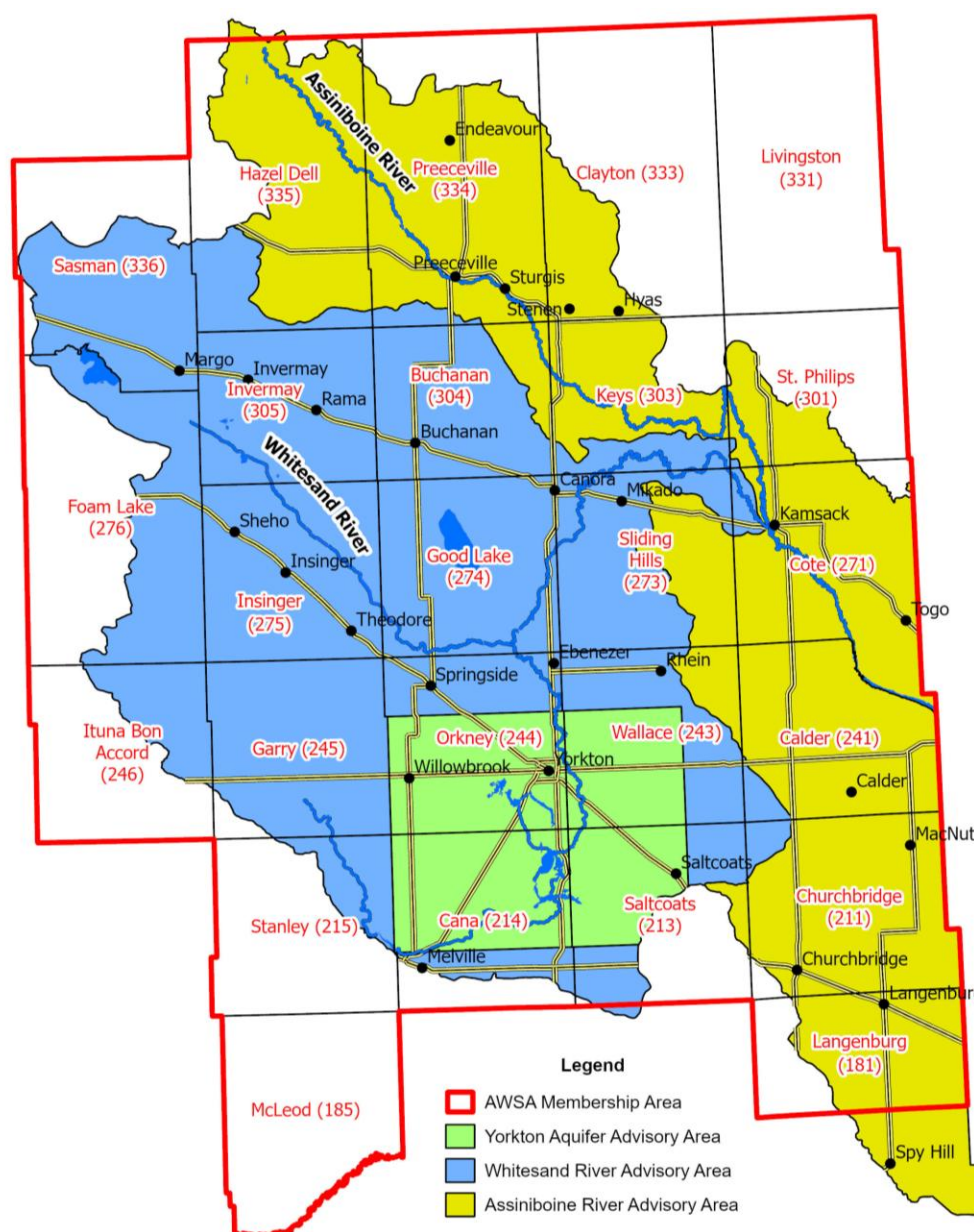 Assiniboine River
Endeavour
Hazel Dell
(335)
Preeceville
(334)
Clayton (333)
Livingston
(331)
Sasman (336)
Preeceville
Sturgis
Stenen
Hyas
Margo
Invermay
Invermay
(305)
Rama
Buchanan
(304)
Buchanan
Keys (303)
St. Philips
(301)
Whitesand River
Canora
Mikado
Kamsack
Foam Lake
(276)
Sheho
Insinger
Insinger
(275)
Theodore
Good Lake
(274)
Sliding
Hills
(273)
Cote (271)
Togo
Ebenezer
Rhein
Springside
Ituna Bon
Accord
(246)
Garry (245)
Orkney (244)
Wallace (243)
Calder (241)
Willowbrook
Yorkton
Calder
MacNut
Saltcoats
Stanley (215)
Cana (214)
Saltcoats
(213)
Churchbridge
(211)
Melville
Churchbridge
Langenbur
Langenburg
(181)
McLeod (185)
Spy Hill
Legend
AWSA Membership Area
Yorkton Aquifer Advisory Area
Whitesand River Advisory Area
Assiniboine River Advisory Area